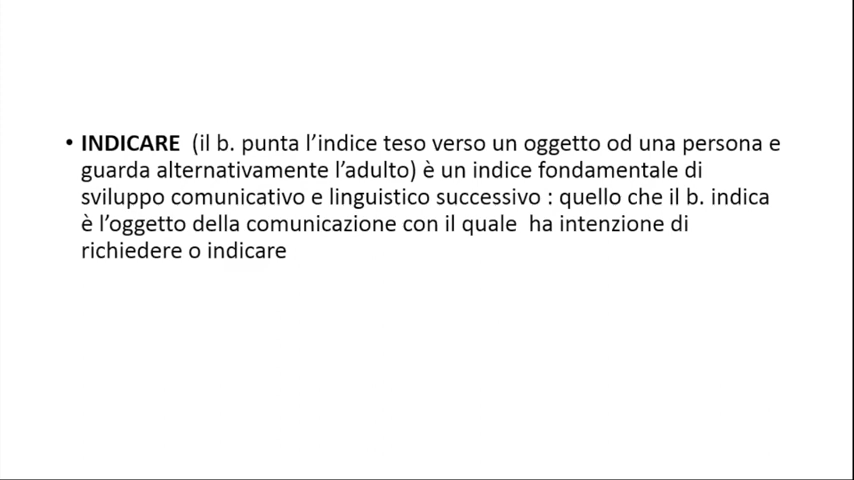 • INDICARE (il b. punta l’indice teso verso un oggetto od una persona e
guarda alternativamente l’adulto) è un indice fondamentale di
sviluppo comunicativo e linguistico successivo : quello che il b. indica
è l’oggetto della comunicazione con il quale ha intenzione di
richiedere o indicare